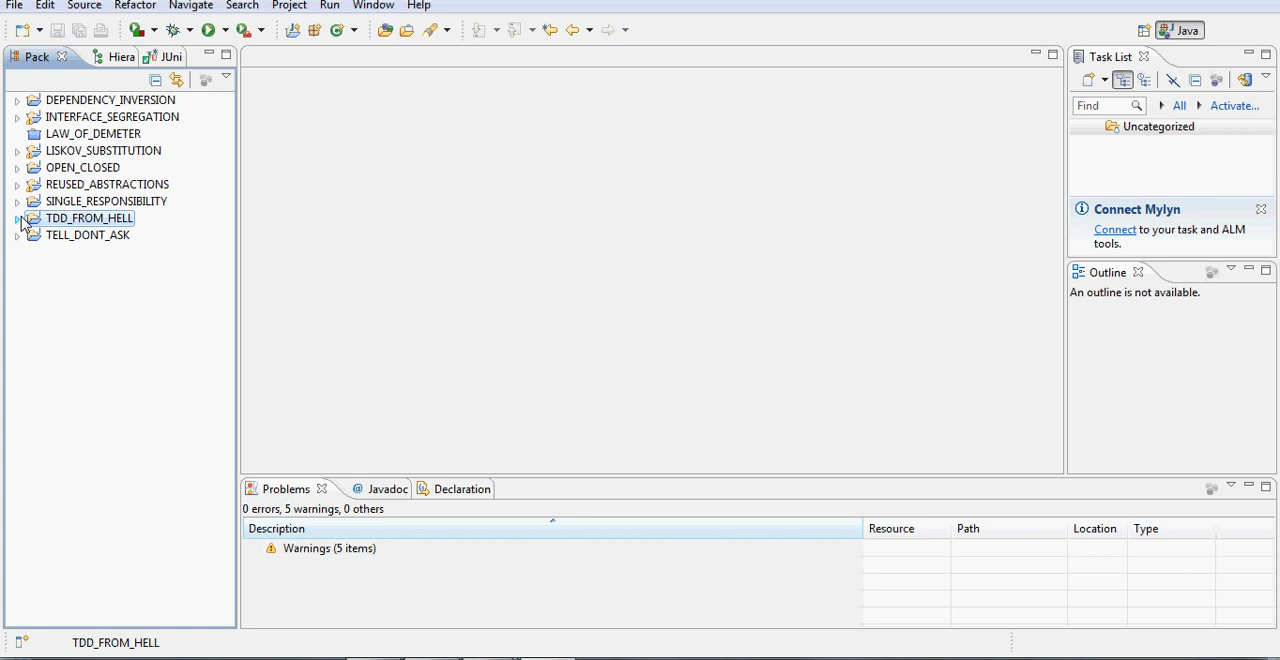 File Edit Source Refactor Navigate Search Project Run Window Help
Java
Pack Hiera JUni
DEPENDENCY_INVERSION
INTERFACE_SEGREGATION
LAW_OF_DEMETER
LISKOV_SUBSTITUTION
OPEN_CLOSED
REUSED_ABSTRACTIONS
SINGLE_RESPONSIBILITY
TDD_FROM_HELL
TELL_DONT_ASK
Task List
Find All Activate...
Uncategorized
Connect Mylyn
Connect to your task and ALM
tools.
Outline
An outline is not available.
Problems @ Javadoc Declaration
0 errors, 5 warnings, 0 others
Description Resource Path Location Type
Warnings (5 items)
TDD_FROM_HELL